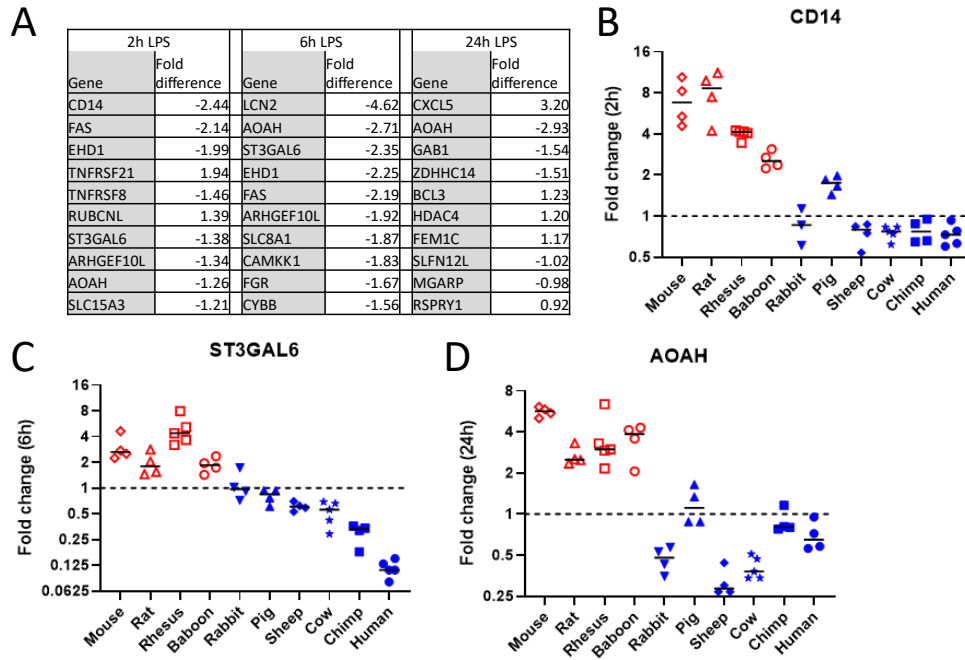 A
2h LPS 6h LPS 24h LPS
Gene Fold difference Gene Fold difference Gene Fold difference
CD14 -2.44 LCN2 -4.62 CXCL5 3.20
FAS -2.14 AOAH -2.71 AOAH -2.93
EHD1 -1.99 ST3GAL6 -2.35 GAB1 -1.54
TNFRSF21 1.94 EHD1 -2.25 ZDHHC14 -1.51
TNFRSF8 -1.46 FAS -2.19 BCL3 1.23
RUBCNL 1.39 ARHGEF10L -1.92 HDAC4 1.20
ST3GAL6 -1.38 SLC8A1 -1.87 FEM1C 1.17
ARHGEF10L -1.34 CAMKK1 -1.83 SLFN12L -1.02
AOAH -1.26 FGR -1.67 MGARP -0.98
SLC15A3 -1.21 CYBB -1.56 RSPRY1 0.92
B
CD14
Fold change (2h)
16
8
4
2
1
0.5
Mouse Rat Rhesus Baboon Rabbit Pig Sheep Cow Chimp Human
C
ST3GAL6
Fold change (6h)
16
8
4
2
1
0.5
0.25
0.125
0.0625
Mouse Rat Rhesus Baboon Rabbit Pig Sheep Cow Chimp Human
D
AOAH
Fold change (24h)
8
4
2
1
0.5
0.25
Mouse Rat Rhesus Baboon Rabbit Pig Sheep Cow Chimp Human